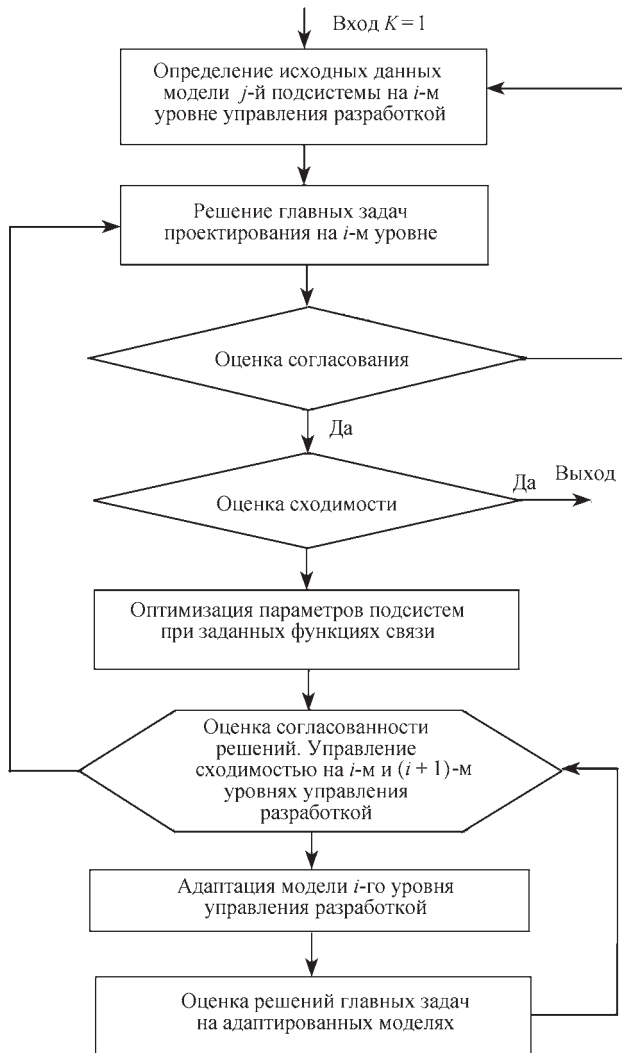 Вход K = 1
Определение исходных данных
модели j-й подсистемы на i-м
уровне управления разработкой
Решение главных задач
проектирования на i-м уровне
Оценка согласования
Да
Оценка сходимости
Да
Выход
Оптимизация параметров подсистем
при заданных функциях связи
Оценка согласованности
решений. Управление
сходимостью на i-м и (i + 1)-м
уровнях управления
разработкой
Адаптация модели i-го уровня
управления разработкой
Оценка решений главных задач
на адаптированных моделях